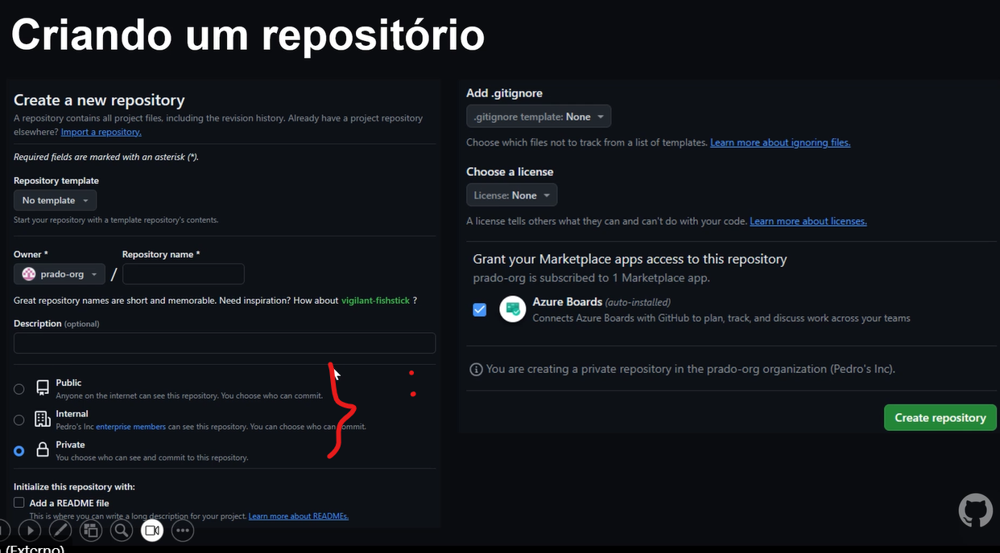 Criando um repositório
Create a new repository
A repository contains all project files, including the revision history. Already have a project repository
elsewhere? Import a repository.
Required fields are marked with an asterisk (*).
Repository template
No template
Start your repository with a template repository's contents.
Owner *
Repository name *
prado-org
/
Great repository names are short and memorable. Need inspiration? How about vigilant-fishstick ?
Description (optional)
Public
Anyone on the internet can see this repository. You choose who can commit.
Internal
Pedro's Inc enterprise members can see this repository. You can choose who can commit.
Private
You choose who can see and commit to this repository.
Initialize this repository with:
Add a README file
This is where you can write a long description for your project. Learn more about READMEs.
Add .gitignore
.gitignore template: None
Choose which files not to track from a list of templates. Learn more about ignoring files.
Choose a license
License: None
A license tells others what they can and can't do with your code. Learn more about licenses.
Grant your Marketplace apps access to this repository
prado-org is subscribed to 1 Marketplace app.
Azure Boards (auto-installed)
Connects Azure Boards with GitHub to plan, track, and discuss work across your teams
You are creating a private repository in the prado-org organization (Pedro's Inc).
Create repository
(Externo)